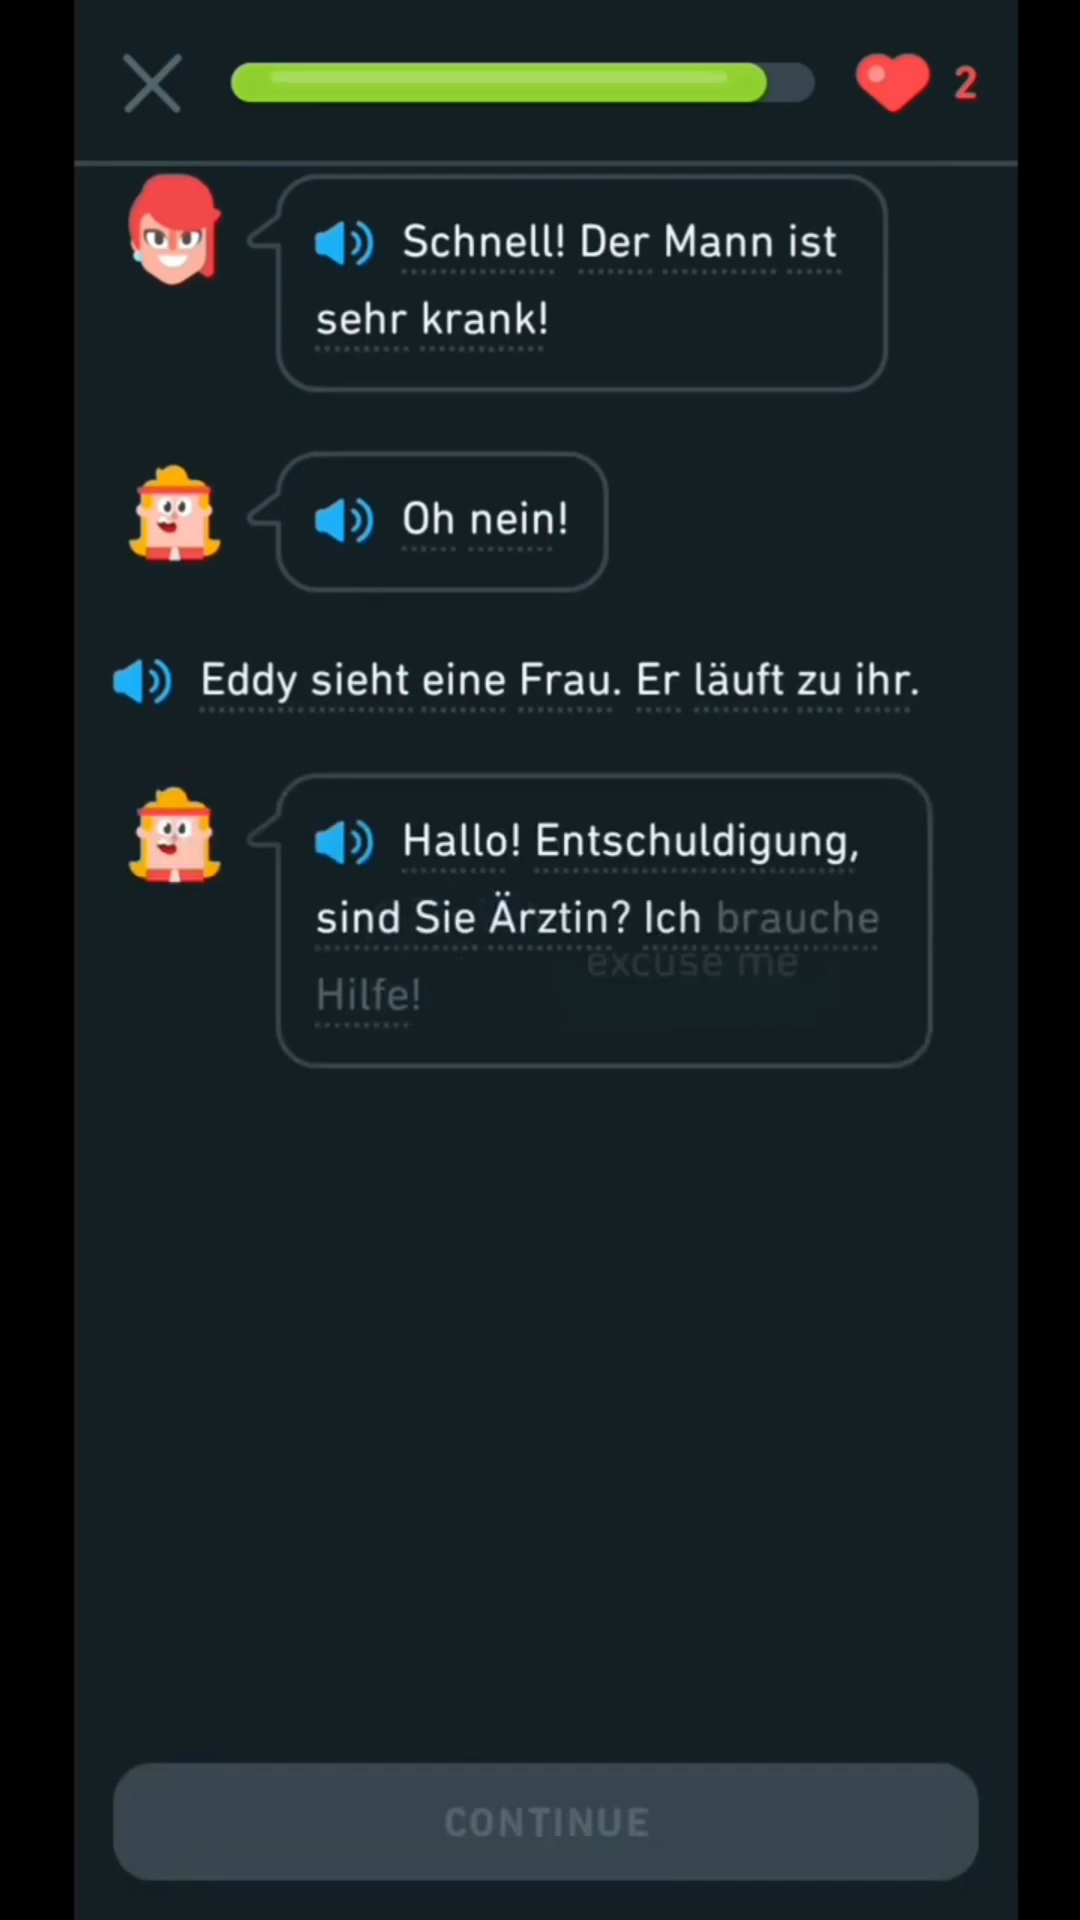 2
Schnell! Der Mann ist
sehr krank!
Oh nein!
Eddy sieht eine Frau. Er läuft zu ihr.
Hallo! Entschuldigung,
sind Sie Ärztin? Ich brauche
excuse me
Hilfe!
CONTINUE